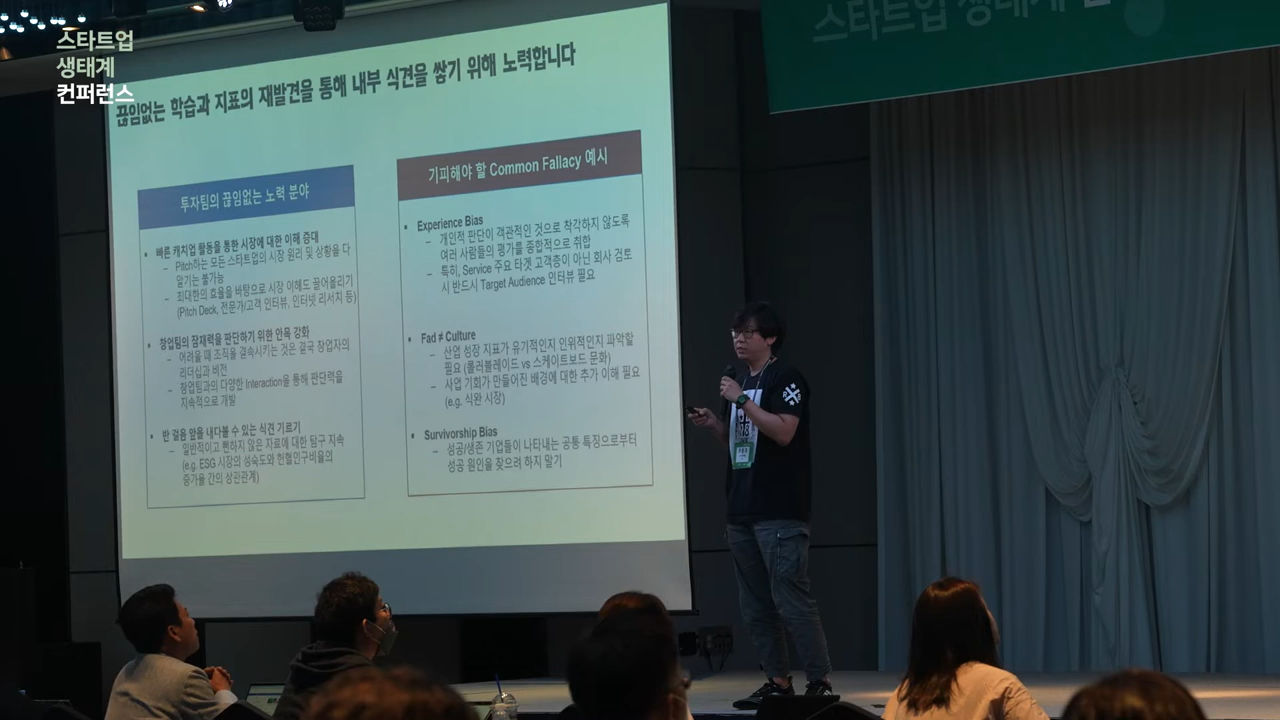 스타트업
생태계
컨퍼런스
스타트업 생태계 컨
끊임없는 학습과 지표의 재발견을 통해 내부 식견을 쌓기 위해 노력합니다
투자팀의 끊임없는 노력 분야
• 빠른 캐치업 활동을 통한 시장에 대한 이해 증대
– Pitch하는 모든 스타트업의 시장 원리 및 상황을 다
알기는 불가능
– 최대한의 효율을 바탕으로 시장 이해도 끌어올리기
(Pitch Deck, 전문가/고객 인터뷰, 인터넷 리서치 등)
• 창업팀의 잠재력을 판단하기 위한 안목 강화
– 어려울 때 조직을 결속시키는 것은 결국 창업자의
리더십과 비전
– 창업팀과의 다양한 Interaction을 통해 판단력을
지속적으로 개발
• 반 걸음 앞을 내다볼 수 있는 식견 기르기
– 일반적이고 뻔하지 않은 자료에 대한 탐구 지속
(e.g. ESG 시장의 성숙도와 헌혈인구비율의
증가율 간의 상관관계)
기피해야 할 Common Fallacy 예시
• Experience Bias
– 개인적 판단이 객관적인 것으로 착각하지 않도록
여러 사람들의 평가를 종합적으로 취합
– 특히, Service 주요 타겟 고객층이 아닌 회사 검토
시 반드시 Target Audience 인터뷰 필요
• Fad ≠ Culture
– 산업 성장 지표가 유기적인지 인위적인지 파악할
필요 (롤러블레이드 vs 스케이트보드 문화)
– 사업 기회가 만들어진 배경에 대한 추가 이해 필요
(e.g. 식완 시장)
• Survivorship Bias
– 성공/생존 기업들이 나타내는 공통 특징으로부터
성공 원인을 찾으려 하지 말기